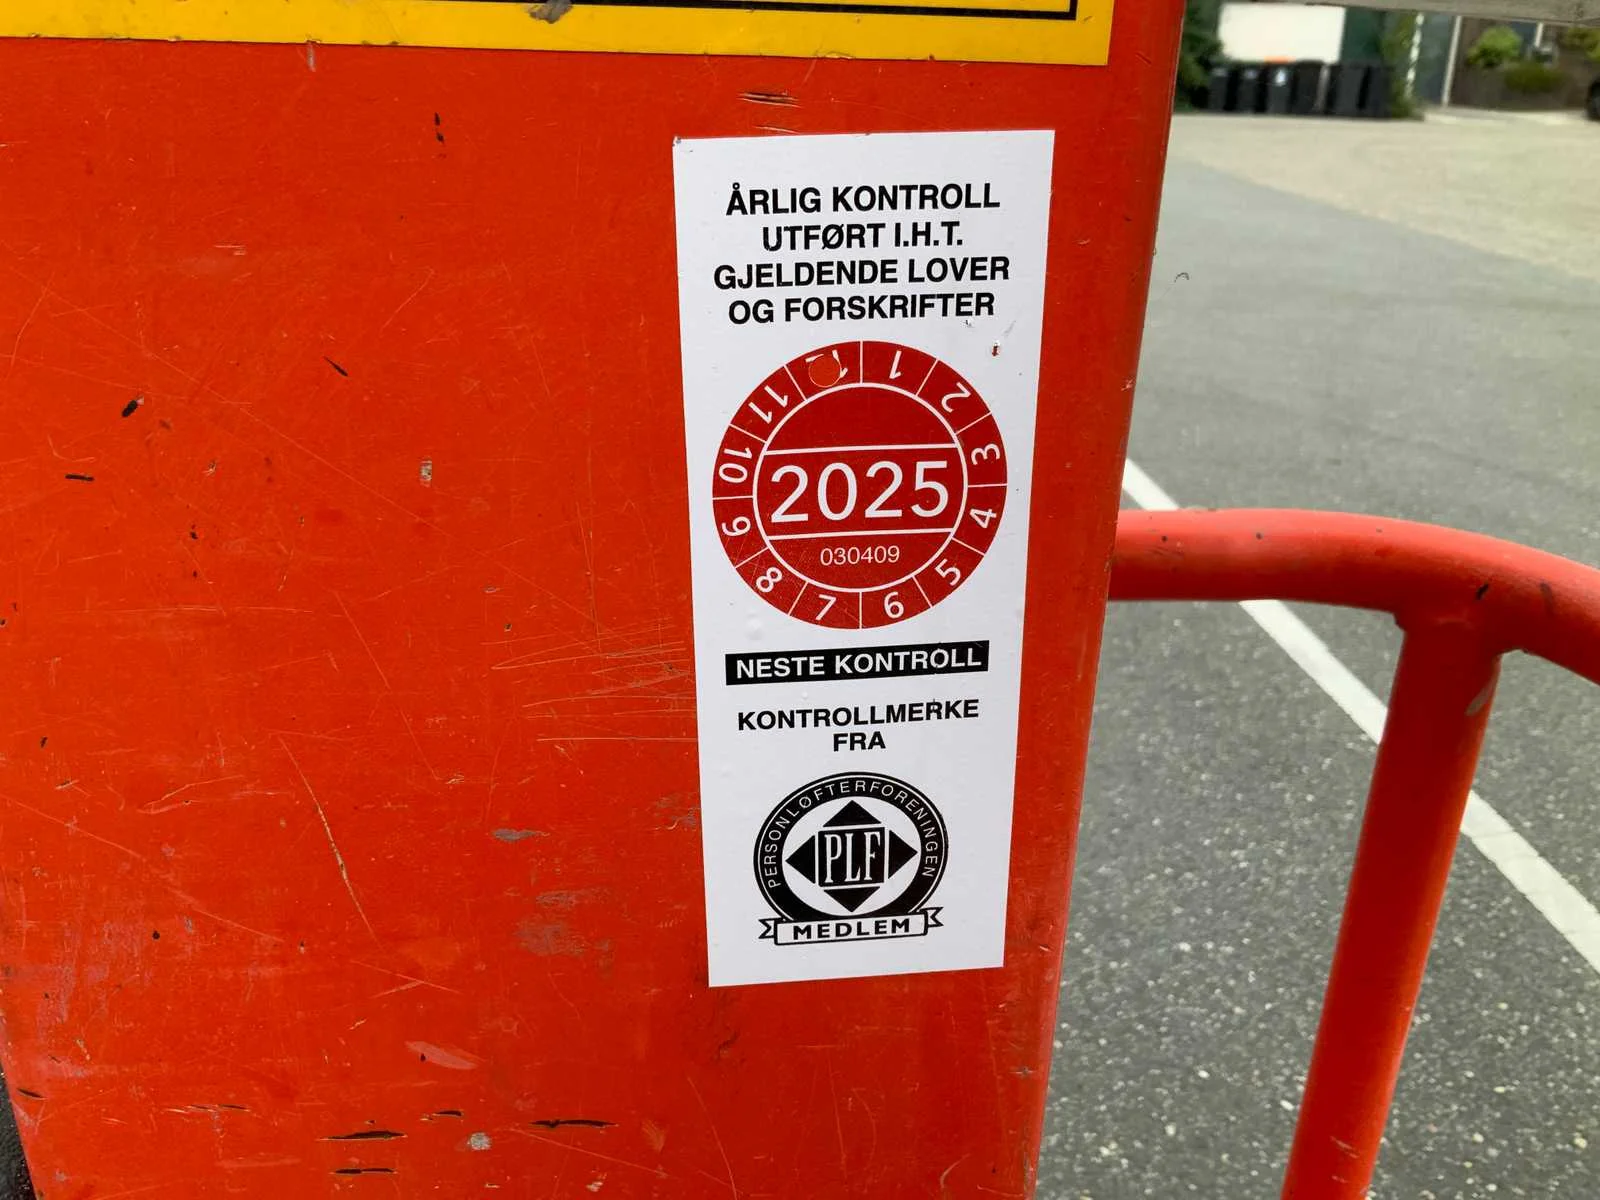 ÅRLIG KONTROLL
UTFØRT I.H.T.
GJELDENDE LOVER
OG FORSKRIFTER
1
2
3
4
5
6
7
8
9
10
11
2025
030409
NESTE KONTROLL
KONTROLLMERKE
FRA
PERSONLØFTERFORENINGEN
PLF
MEDLEM